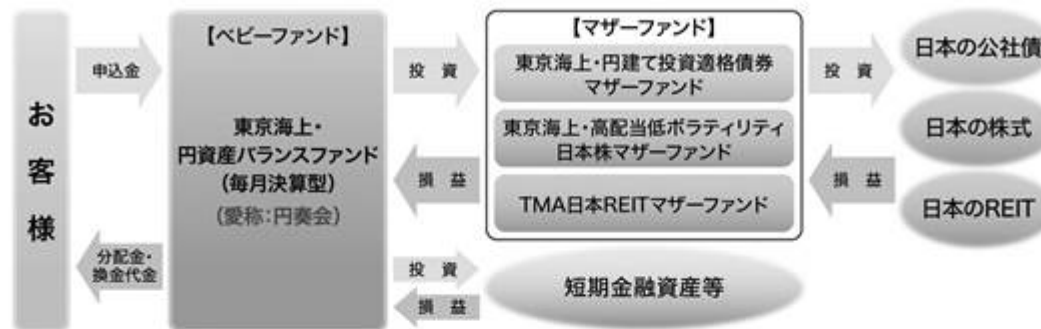 お客様
申込金
分配金・
換金代金
【ベビーファンド】
東京海上・
円資産バランスファンド
（毎月決算型）
（愛称：円奏会）
投 資
損 益
投 資
損 益
【マザーファンド】
東京海上・円建て投資適格債券
マザーファンド
東京海上・高配当低ボラティリティ
日本株マザーファンド
TMA日本REITマザーファンド
短期金融資産等
投 資
損 益
日本の公社債
日本の株式
日本のREIT